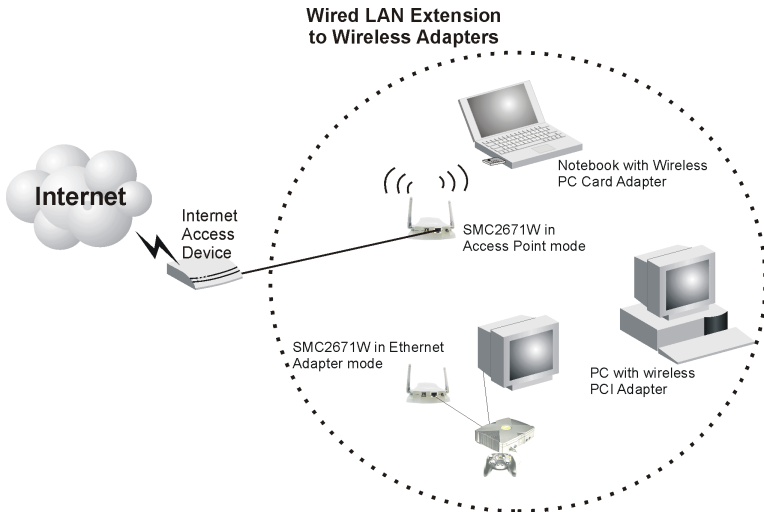 Wired LAN Extension
to Wireless Adapters
Internet
Internet
Access
Device
Notebook with Wireless
PC Card Adapter
SMC2671W in
Access Point mode
SMC2671W in Ethernet
Adapter mode
PC with wireless
PCI Adapter